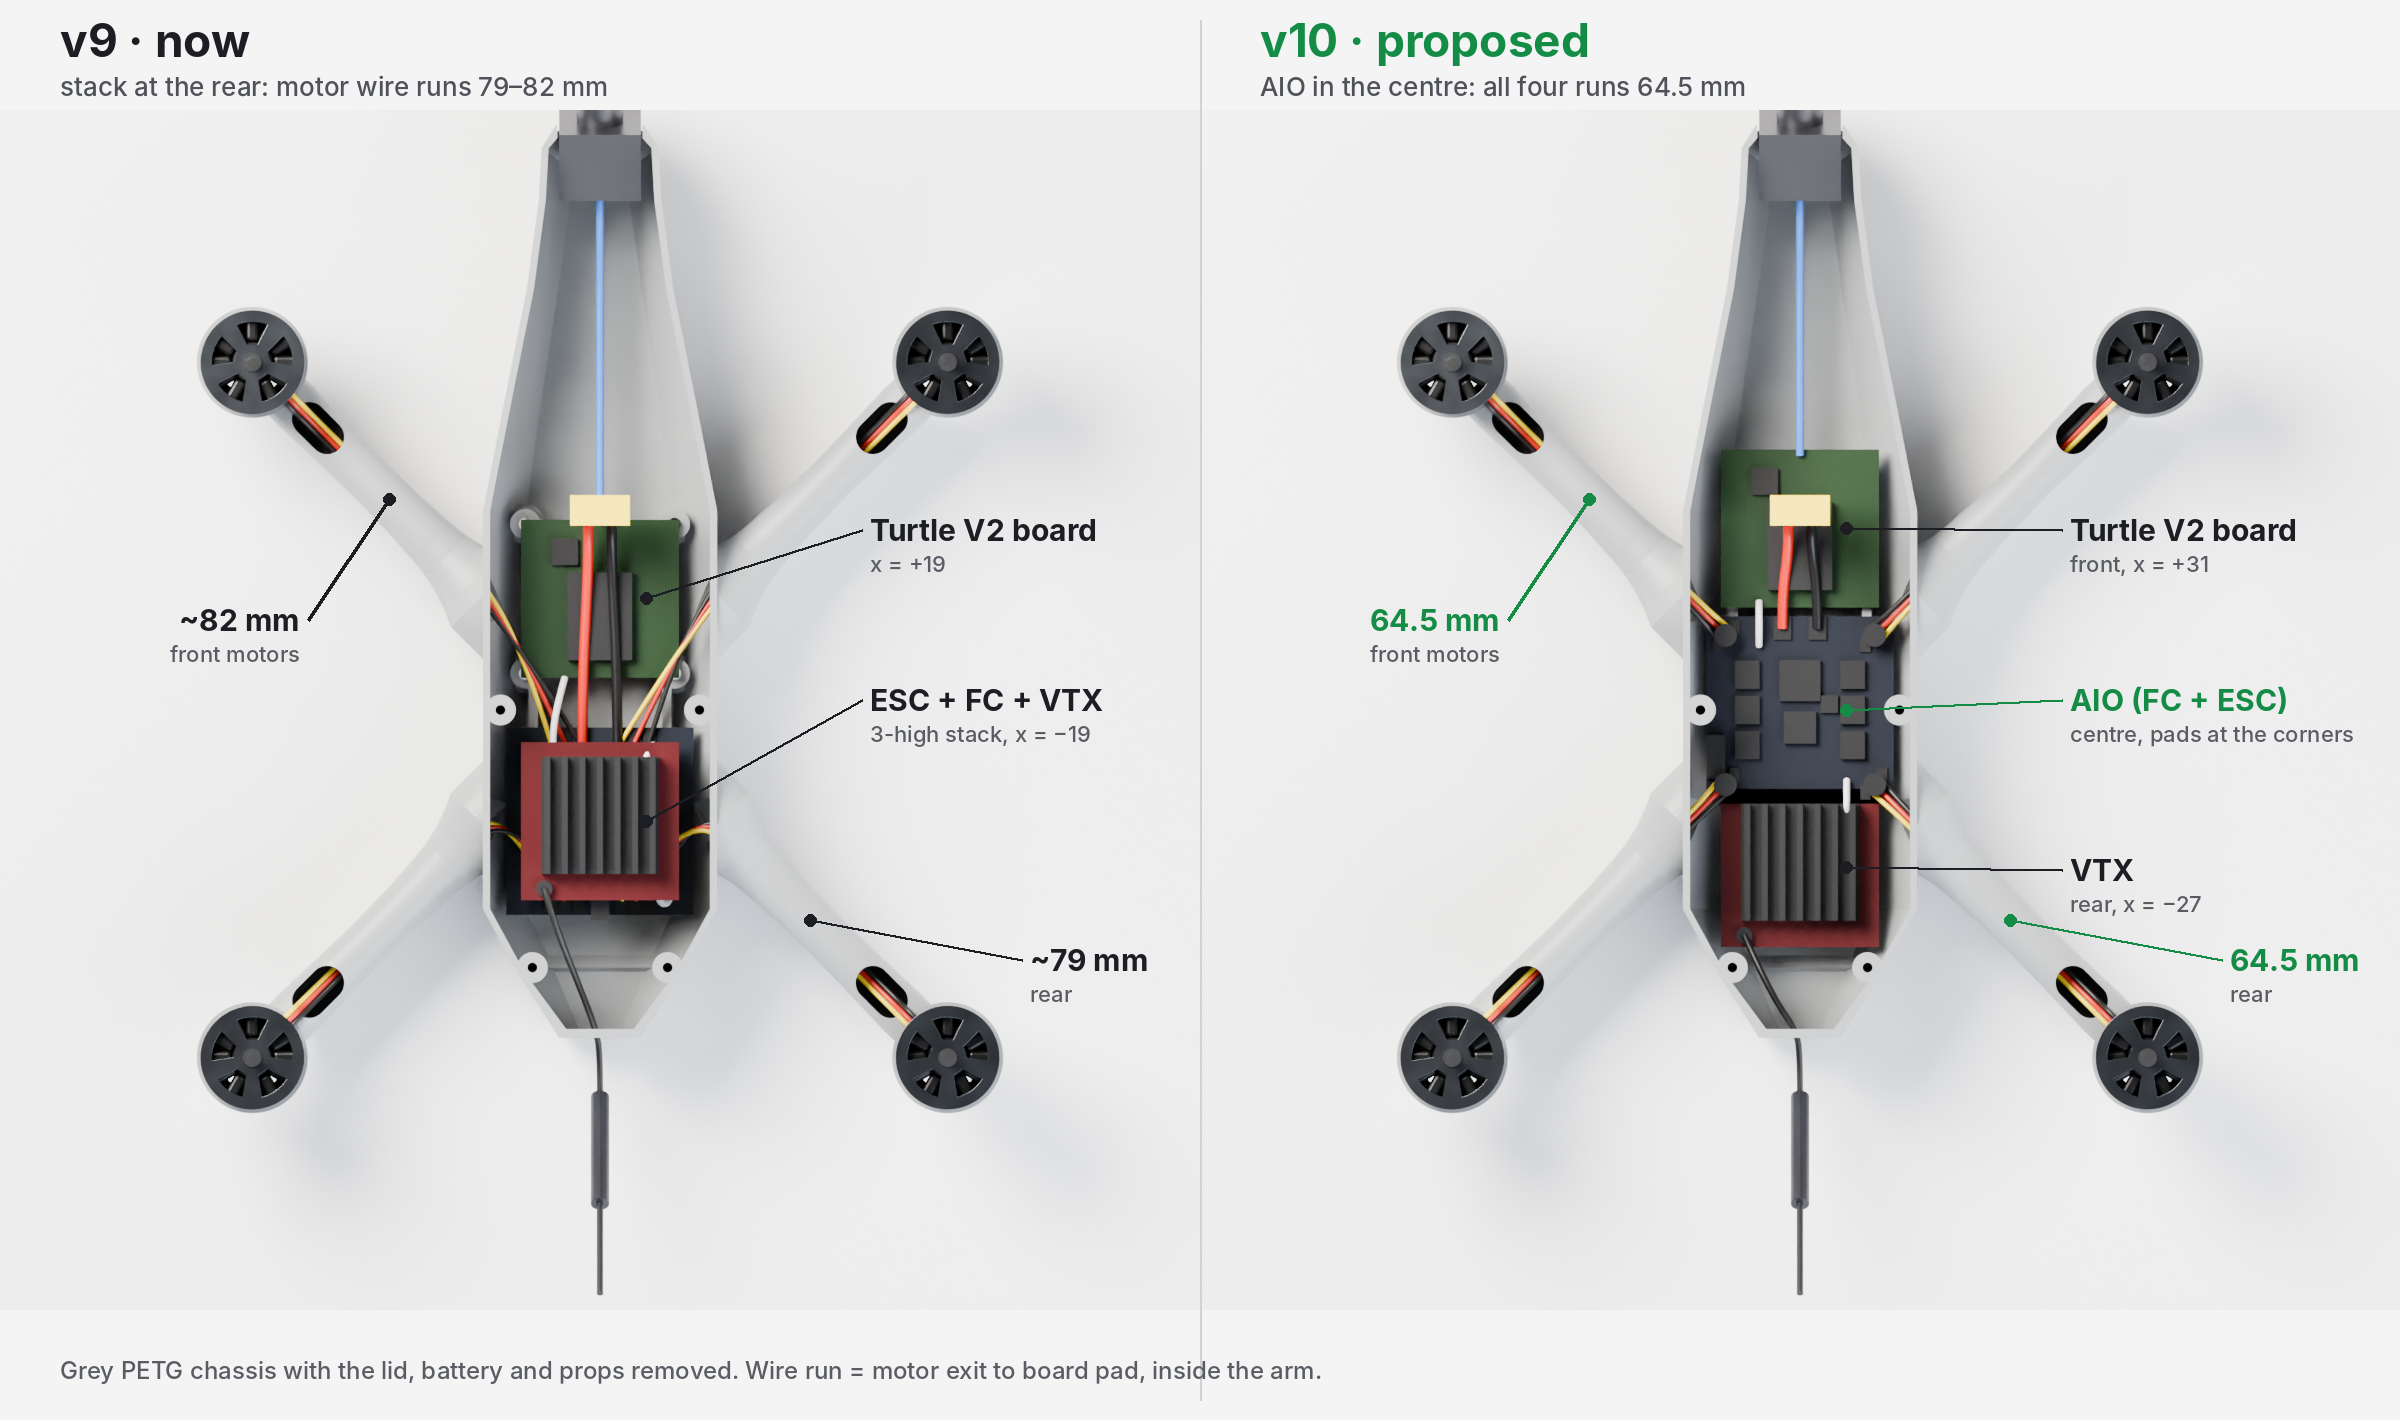 v9 · now
stack at the rear: motor wire runs 79–82 mm
~82 mm
front motors
Turtle V2 board
x = +19
ESC + FC + VTX
3-high stack, x = −19
~79 mm
rear
v10 · proposed
AIO in the centre: all four runs 64.5 mm
64.5 mm
front motors
Turtle V2 board
front, x = +31
AIO (FC + ESC)
centre, pads at the corners
VTX
rear, x = −27
64.5 mm
rear
Grey PETG chassis with the lid, battery and props removed. Wire run = motor exit to board pad, inside the arm.